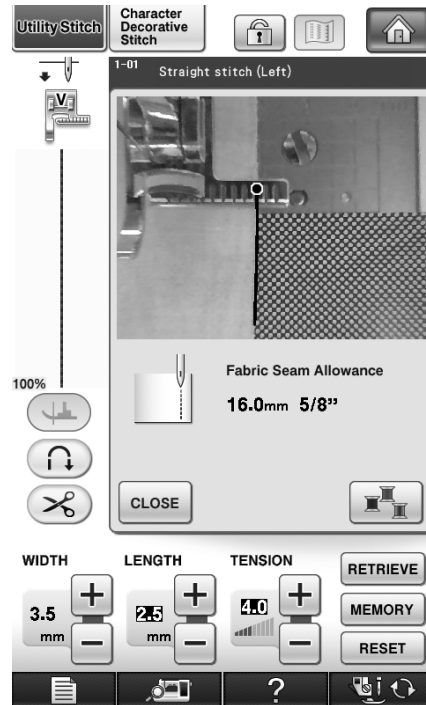 Utility Stitch
Character
Decorative
Stitch
1-01
Straight stitch (Left)
V
100%
Fabric Seam Allowance
16.0mm 5/8”
CLOSE
WIDTH
LENGTH
TENSION
RETRIEVE
3.5
mm
2.5
mm
4.0
MEMORY
RESET
?